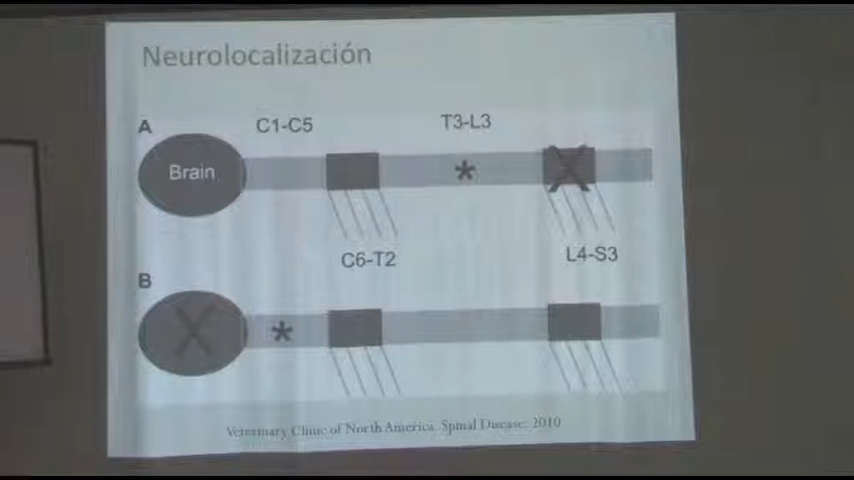 Neurolocalización
A
C1-C5
T3-L3
Brain
*
X
C6-T2
L4-S3
B
X
*
Veterinary Clinic of North America. Spinal Disease. 2010